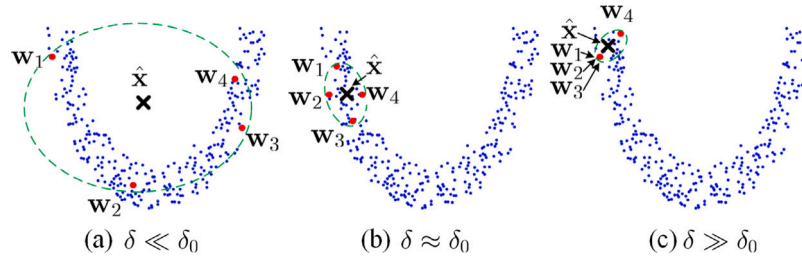 w₁
x̂
w₄
w₃
w₂
(a) δ ≪ δ₀
w₁
x̂
w₂
w₄
w₃
(b) δ ≈ δ₀
w₄
x̂
w₁
w₂
w₃
(c) δ ≫ δ₀